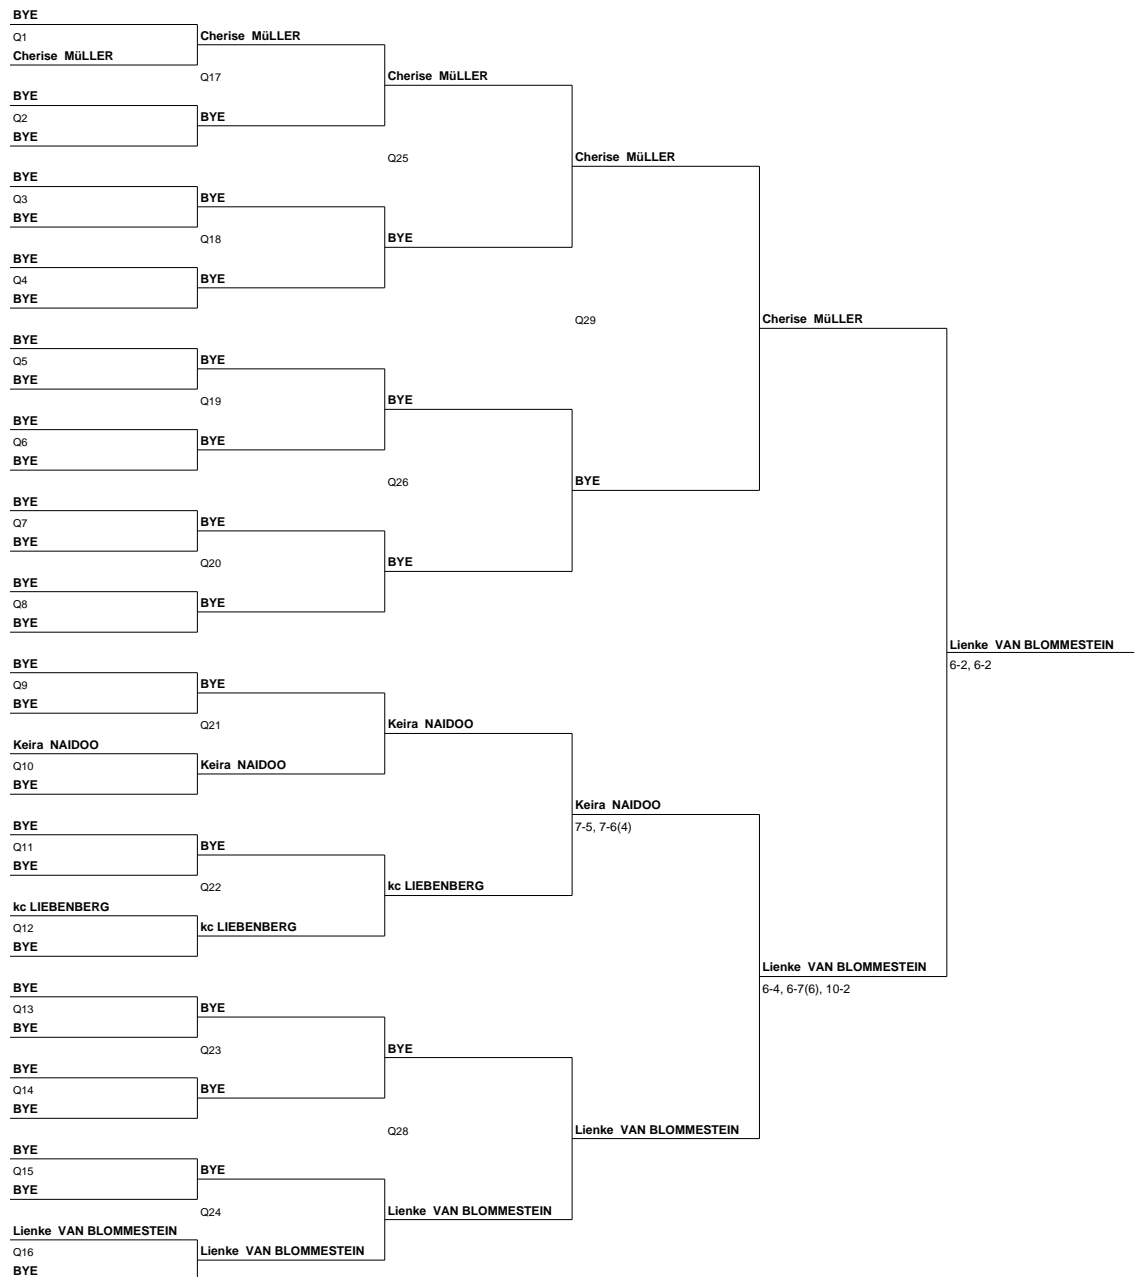 BYE
Q1
Cherise MüLLER
BYE
Q2
BYE
BYE
Q3
BYE
BYE
Q4
BYE
BYE
Q5
BYE
BYE
Q6
BYE
BYE
Q7
BYE
BYE
Q8
BYE
BYE
Q9
BYE
Keira NAIDOO
Q10
BYE
BYE
Q11
BYE
kc LIEBENBERG
Q12
BYE
BYE
Q13
BYE
BYE
Q14
BYE
BYE
Q15
BYE
Lienke VAN BLOMMESTEIN
Q16
BYE
Cherise MüLLER
Q17
BYE
BYE
Q18
BYE
BYE
Q19
BYE
BYE
Q20
BYE
BYE
Q21
Keira NAIDOO
BYE
Q22
kc LIEBENBERG
BYE
Q23
BYE
BYE
Q24
Lienke VAN BLOMMESTEIN
Cherise MüLLER
Q25
BYE
BYE
Q26
BYE
Keira NAIDOO
kc LIEBENBERG
BYE
Q28
Lienke VAN BLOMMESTEIN
Cherise MüLLER
Q29
BYE
Keira NAIDOO
7-5, 7-6(4)
Lienke VAN BLOMMESTEIN
Cherise MüLLER
Lienke VAN BLOMMESTEIN
6-4, 6-7(6), 10-2
Lienke VAN BLOMMESTEIN
6-2, 6-2